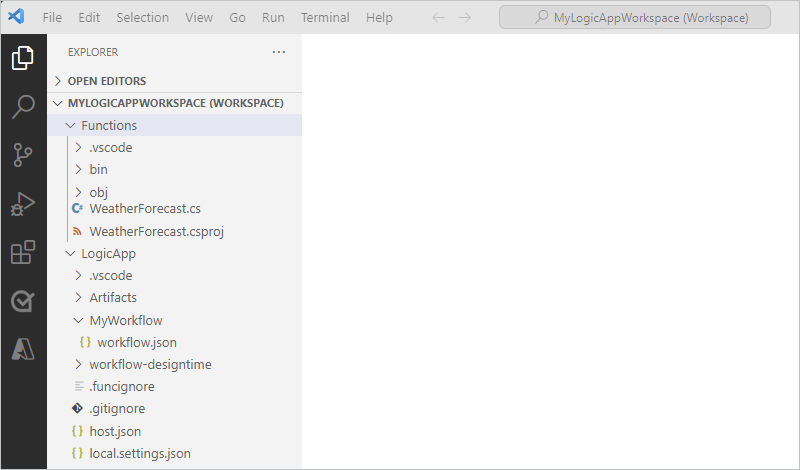 File Edit Selection View Go Run Terminal Help MyLogicAppWorkspace (Workspace)
EXPLORER
OPEN EDITORS
MYLOGICAPPWORKSPACE (WORKSPACE)
Functions
.vscode
bin
obj
WeatherForecast.cs
WeatherForecast.csproj
LogicApp
.vscode
Artifacts
MyWorkflow
workflow.json
workflow-designtime
.funcignore
.gitignore
host.json
local.settings.json